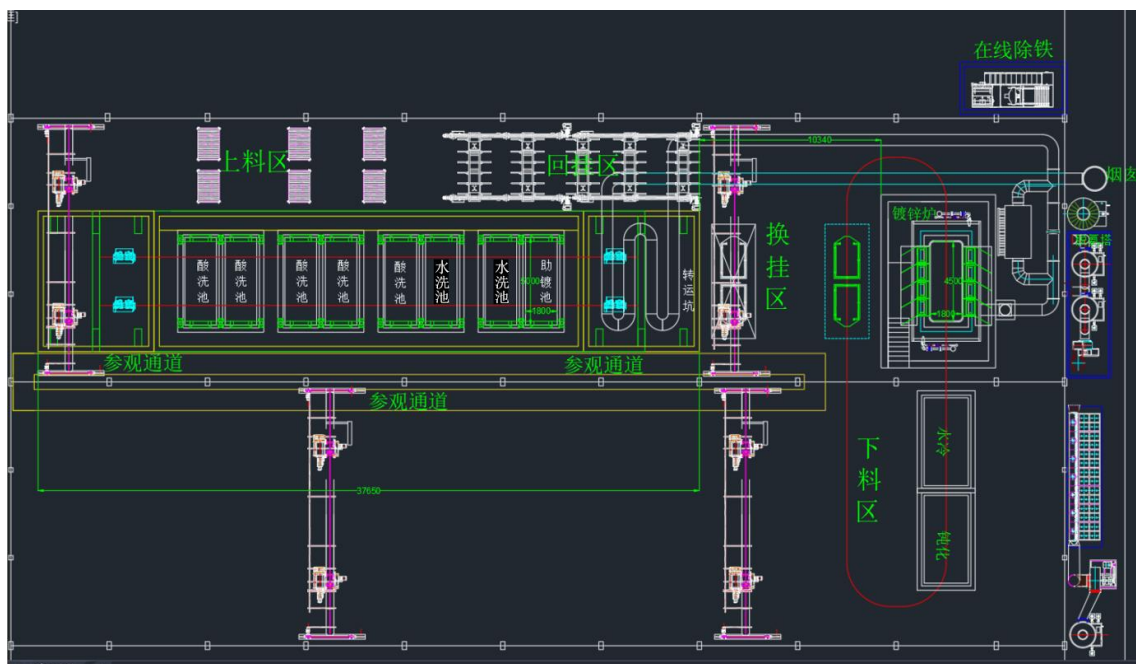 在线除铁
10340
烟囱
上料区
镀锌炉
换挂区
酸洗池
酸洗池
酸洗池
酸洗池
酸洗池
水洗池
水洗池
助镀池
5000
1800
转运坑
4500
1800
参观通道
参观通道
参观通道
下料区
水冷
钝化
37650